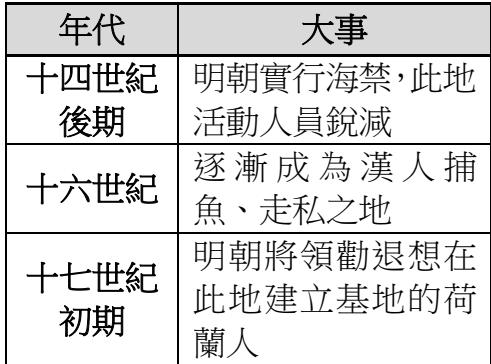 年代 大事
十四世紀 明朝實行海禁，此地
後期 活動人員銳減
十六世紀 逐漸成為漢人捕
魚、走私之地
十七世紀 明朝將領勸退想在
初期 此地建立基地的荷
蘭人